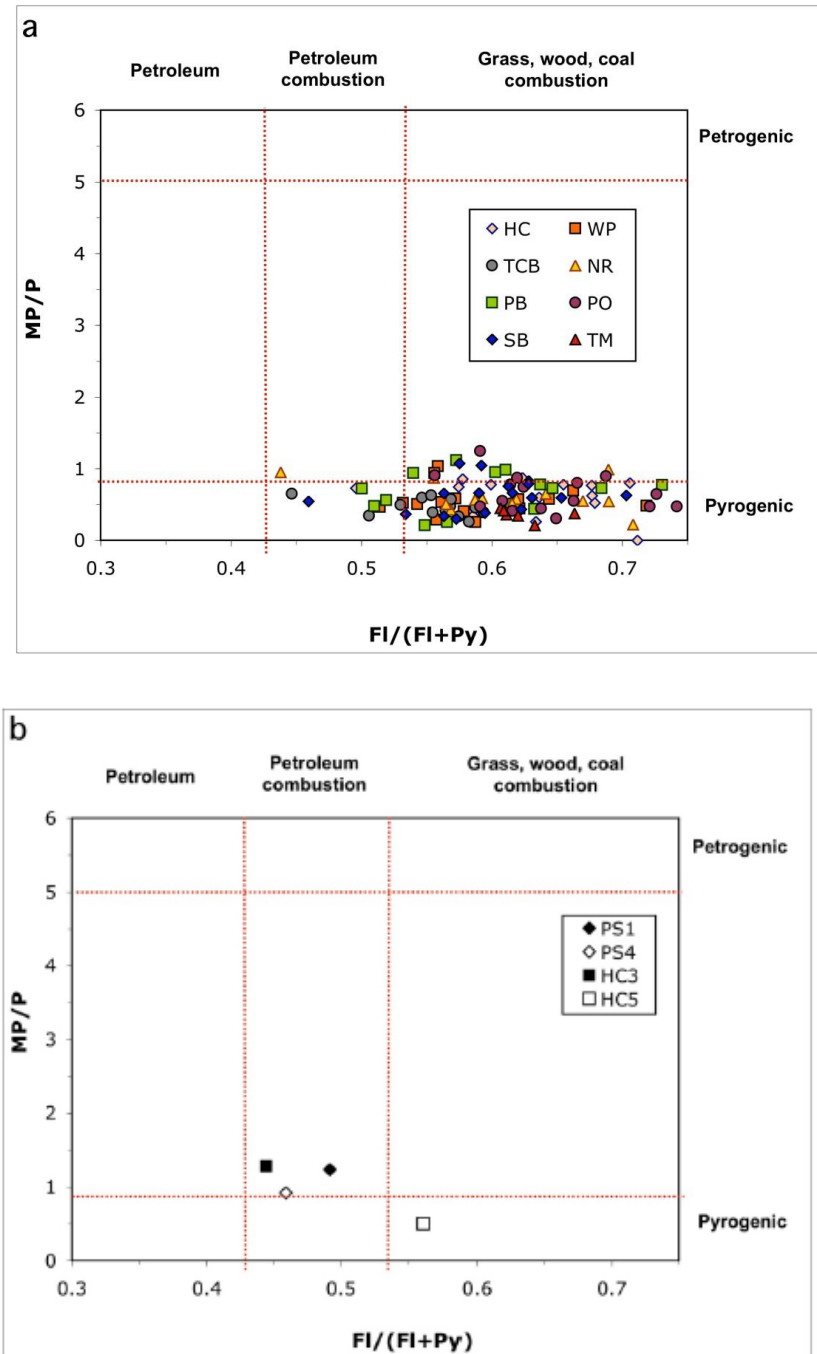 a
Petroleum
Petroleum
combustion
Grass, wood, coal
combustion
6
5
4
3
2
1
0
MP/P
Petrogenic
Pyrogenic
HC WP
TCB NR
PB PO
SB TM
0.3 0.4 0.5 0.6 0.7
Fl/(Fl+Py)
b
Petroleum
Petroleum
combustion
Grass, wood, coal
combustion
6
5
4
3
2
1
0
MP/P
Petrogenic
Pyrogenic
PS1
PS4
HC3
HC5
0.3 0.4 0.5 0.6 0.7
Fl/(Fl+Py)